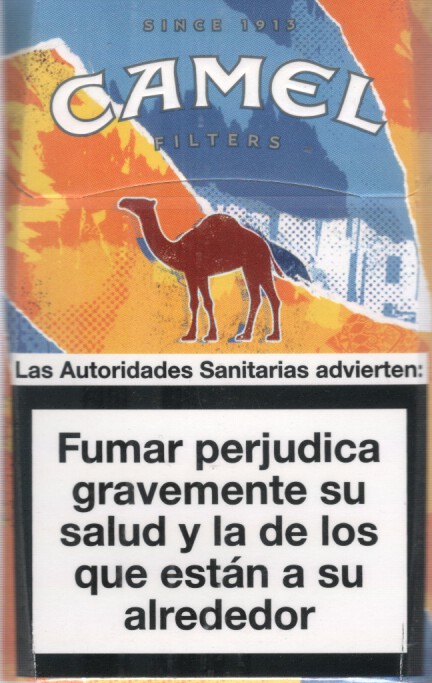 SINCE 1913
CAMEL
FILTERS
Las Autoridades Sanitarias advierten:
Fumar perjudica
gravemente su
salud y la de los
que están a su
alrededor